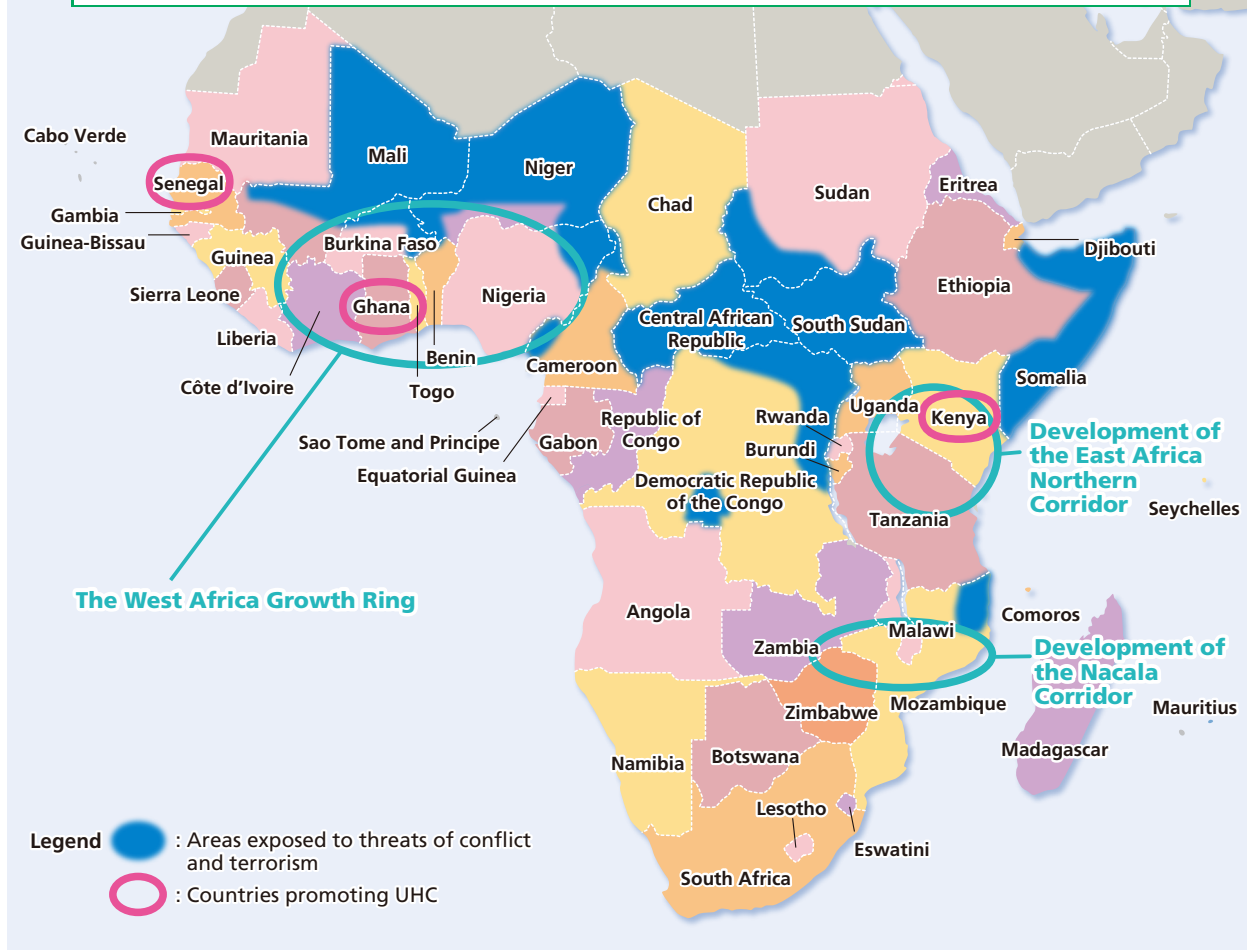 Cabo Verde
Mauritania
Mali
Niger
Chad
Sudan
Eritrea
Senegal
Gambia
Guinea-Bissau
Guinea
Burkina Faso
Djibouti
Sierra Leone
Ghana
Nigeria
Ethiopia
Liberia
Central African
Republic
South Sudan
Benin
Cameroon
Côte d'Ivoire
Togo
Somalia
Sao Tome and Principe
Equatorial Guinea
Gabon
Republic of
Congo
Rwanda
Burundi
Uganda
Kenya
Development of
the East Africa
Northern
Corridor
Democratic Republic
of the Congo
Seychelles
Tanzania
The West Africa Growth Ring
Angola
Comoros
Malawi
Zambia
Development of
the Nacala
Corridor
Zimbabwe
Mozambique
Mauritius
Namibia
Botswana
Madagascar
Lesotho
Eswatini
South Africa
Legend
: Areas exposed to threats of conflict
and terrorism
: Countries promoting UHC